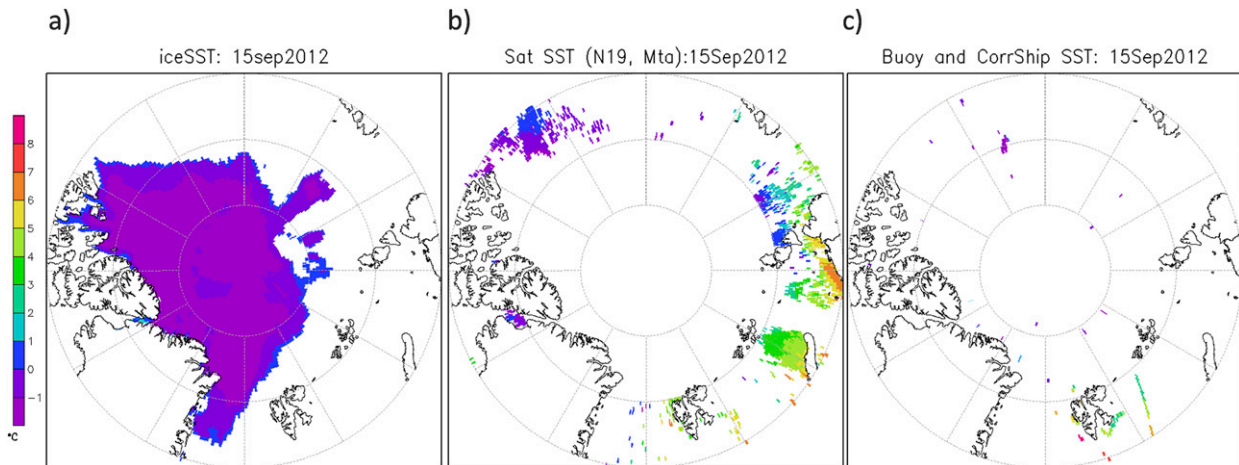 a)
b)
c)
iceSST: 15sep2012
Sat SST (N19, Mta):15Sep2012
Buoy and CorrShip SST: 15Sep2012
8
7
6
5
4
3
2
1
0
-1
°C